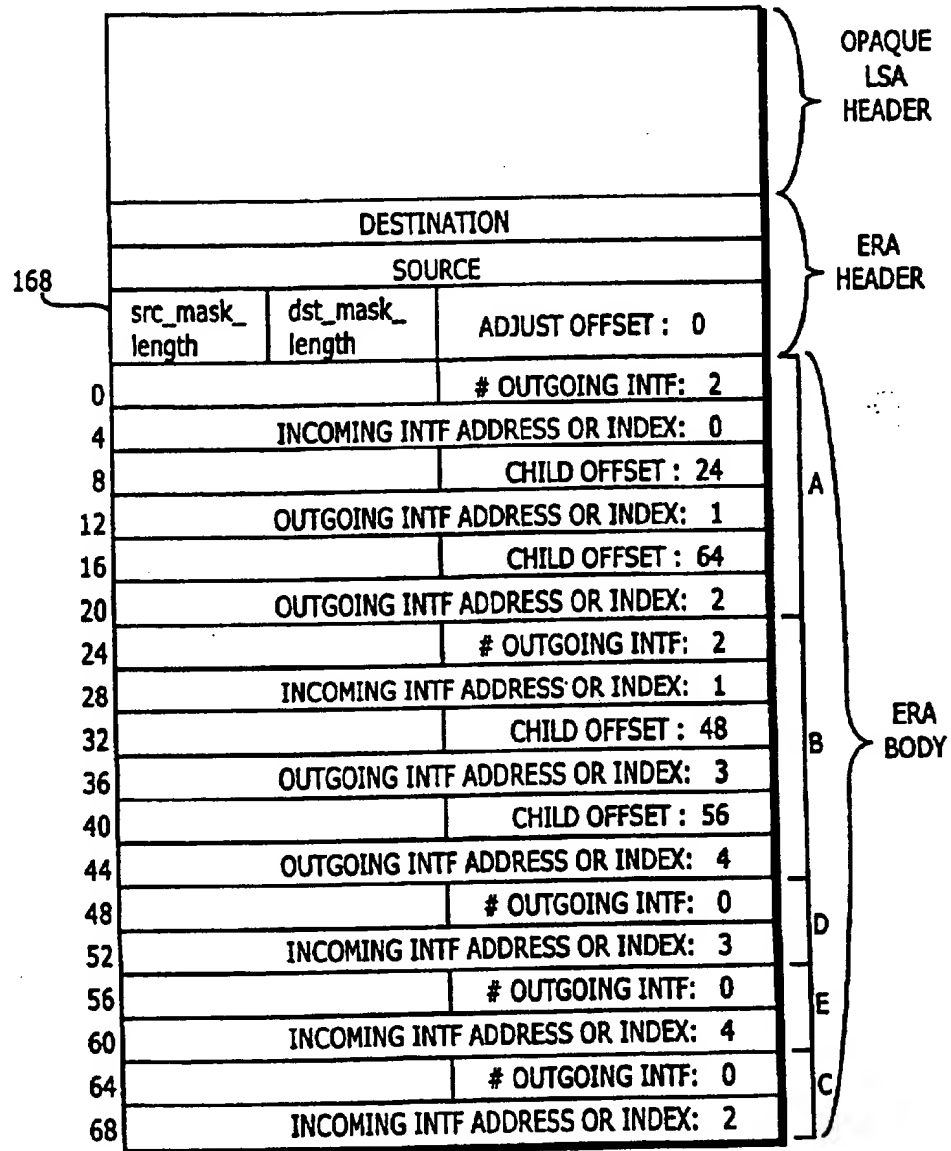 OPAQUE
LSA
HEADER
DESTINATION
SOURCE
ERA
HEADER
168
src_mask_
length
dst_mask_
length
ADJUST OFFSET : 0
0
# OUTGOING INTF: 2
4
INCOMING INTF ADDRESS OR INDEX: 0
8
CHILD OFFSET : 24
A
12
OUTGOING INTF ADDRESS OR INDEX: 1
16
CHILD OFFSET : 64
20
OUTGOING INTF ADDRESS OR INDEX: 2
24
# OUTGOING INTF: 2
28
INCOMING INTF ADDRESS OR INDEX: 1
32
CHILD OFFSET : 48
B
ERA
BODY
36
OUTGOING INTF ADDRESS OR INDEX: 3
40
CHILD OFFSET : 56
44
OUTGOING INTF ADDRESS OR INDEX: 4
48
# OUTGOING INTF: 0
D
52
INCOMING INTF ADDRESS OR INDEX: 3
56
# OUTGOING INTF: 0
E
60
INCOMING INTF ADDRESS OR INDEX: 4
64
# OUTGOING INTF: 0
C
68
INCOMING INTF ADDRESS OR INDEX: 2